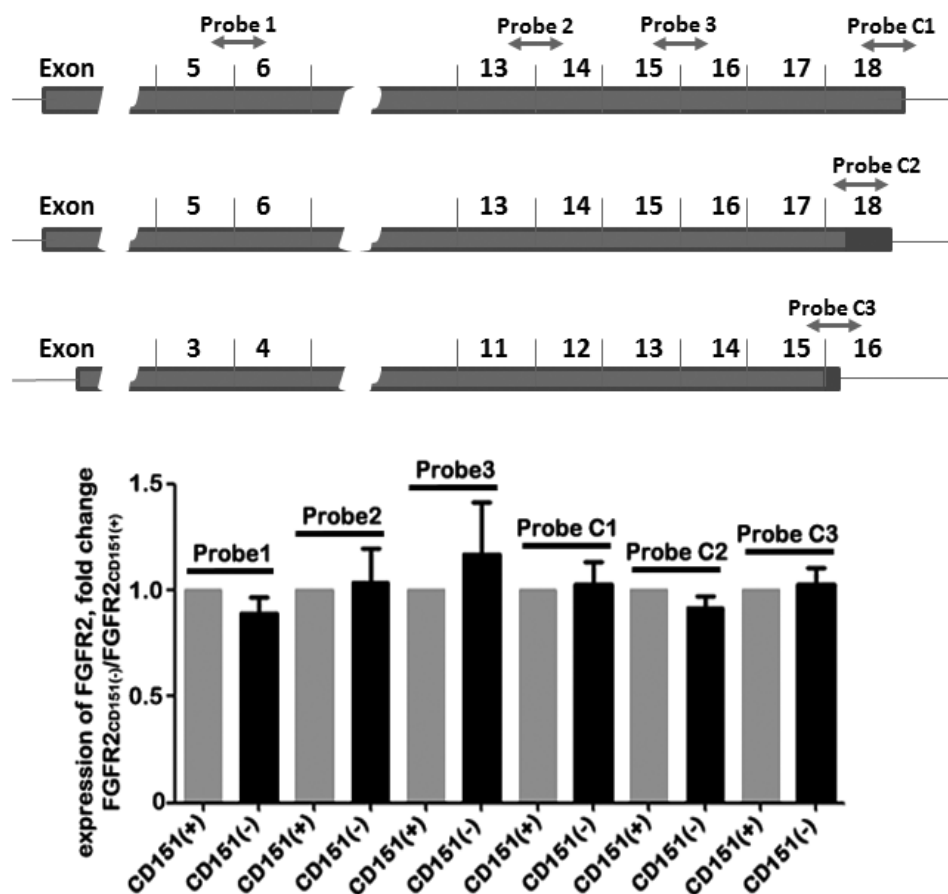 Probe 1 Probe 2 Probe 3 Probe C1
Exon 5 6 13 14 15 16 17 18
Probe C2
Exon 5 6 13 14 15 16 17 18
Probe C3
Exon 3 4 11 12 13 14 15 16
expression of FGFR2, fold change
FGFR2CD151(-)/FGFR2CD151(+)
1.5
1.0
0.5
0
Probe1
Probe2
Probe3
Probe C1
Probe C2
Probe C3
CD151(+) CD151(-) CD151(+) CD151(-) CD151(+) CD151(-) CD151(+) CD151(-) CD151(+) CD151(-) CD151(+) CD151(-)